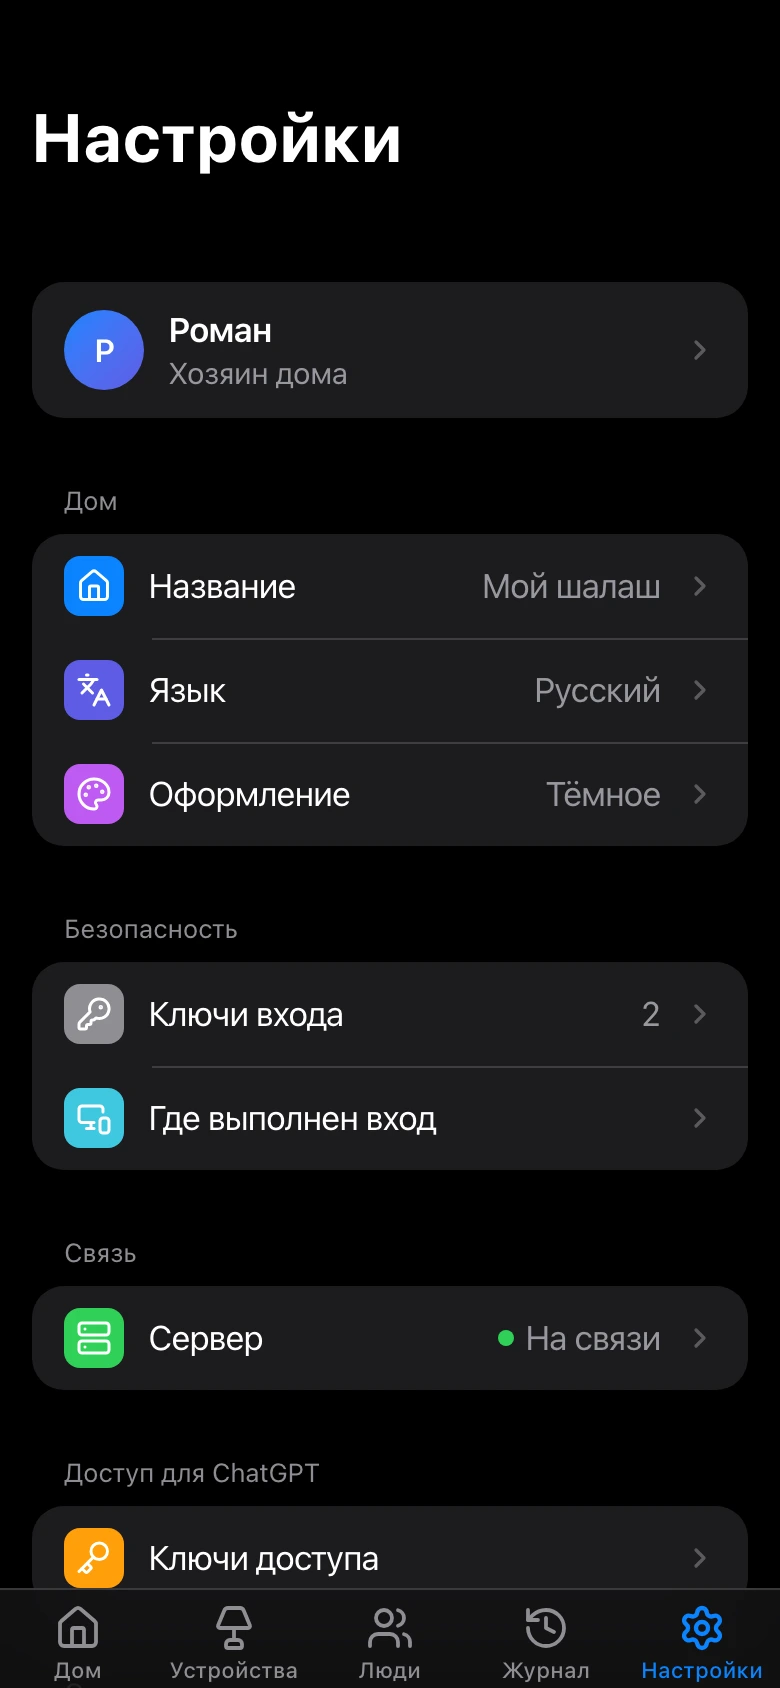 Настройки
Р
Роман
Хозяин дома
Дом
Название
Мой шалаш
Язык
Русский
Оформление
Тёмное
Безопасность
Ключи входа
2
Где выполнен вход
Связь
Сервер
На связи
Доступ для ChatGPT
Ключи доступа
Дом
Устройства
Люди
Журнал
Настройки